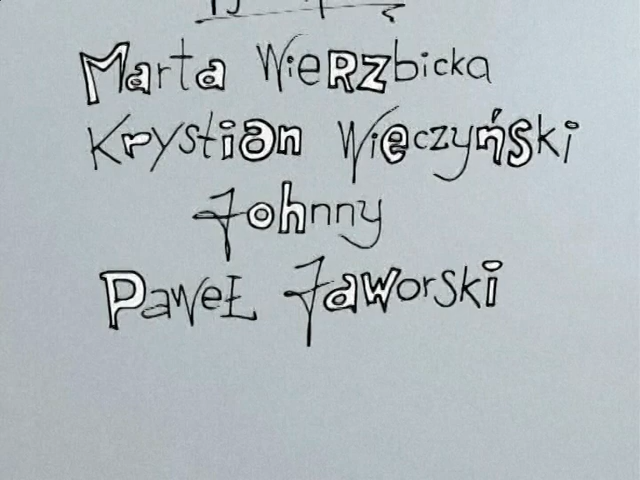 Marta Wierzbicka
Krystian Wieczyński
Johnny
Paweł Jaworski